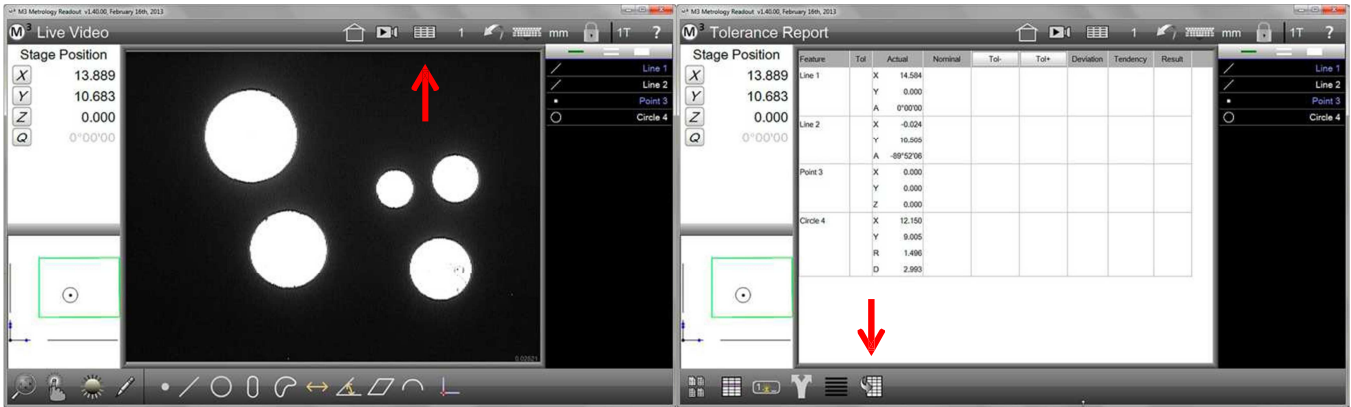 M3 Metrology Readout v1.40.00, February 16th, 2013
M³ Live Video 1 mm 1T ?
Stage Position
X 13.889
Y 10.683
Z 0.000
Q 0°00'00
Line 1
Line 2
Point 3
Circle 4
0.02621
M3 Metrology Readout v1.40.00, February 16th, 2013
M³ Tolerance Report 1 mm 1T ?
Stage Position
X 13.889
Y 10.683
Z 0.000
Q 0°00'00
Feature Tol Actual Nominal Tol- Tol+ Deviation Tendency Result
Line 1 X 14.584
Y 0.000
A 0°00'00
Line 2 X -0.024
Y 10.505
A -89°52'06
Point 3 X 0.000
Y 0.000
Z 0.000
Circle 4 X 12.150
Y 9.005
R 1.496
D 2.993
Line 1
Line 2
Point 3
Circle 4